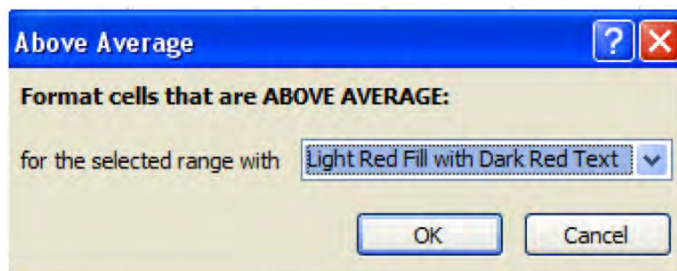 Above Average
Format cells that are ABOVE AVERAGE:
for the selected range with Light Red Fill with Dark Red Text
OK Cancel